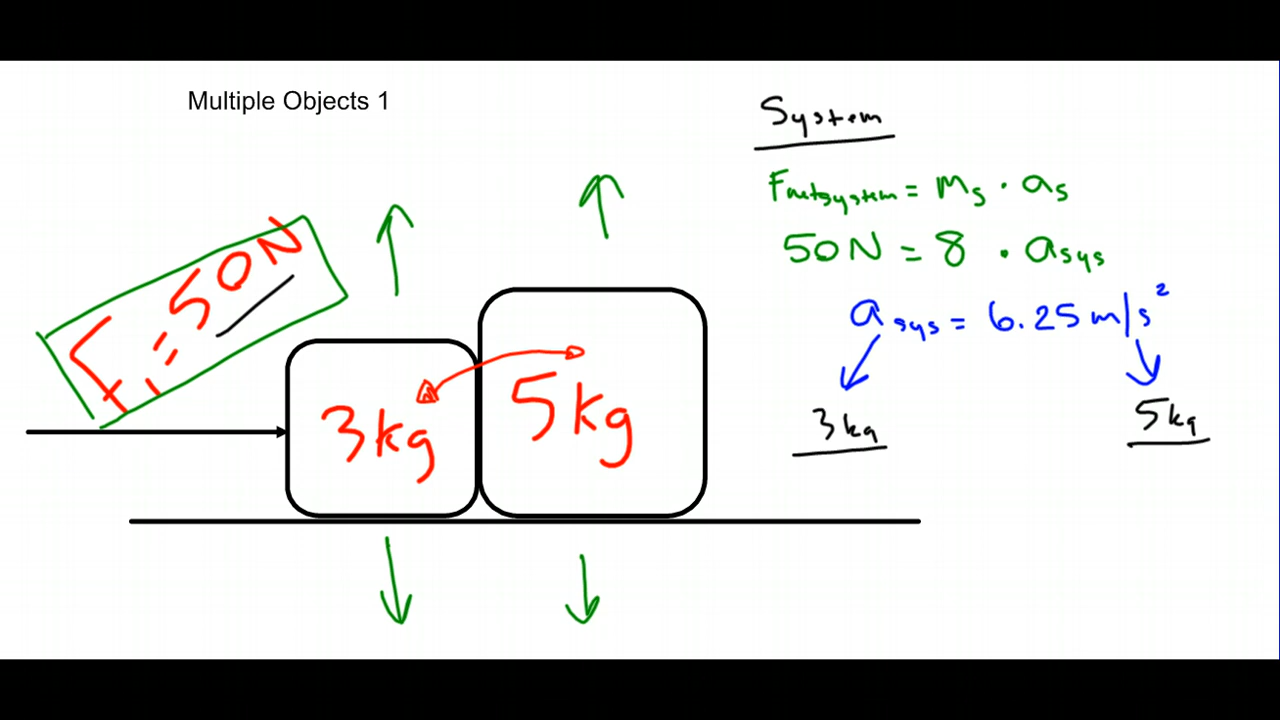 Multiple Objects 1
System
Fnetsystem = ms · as
50N = 8 · asys
asys = 6.25 m/s²
3kg
5kg
F1 = 50N
3kg
5kg